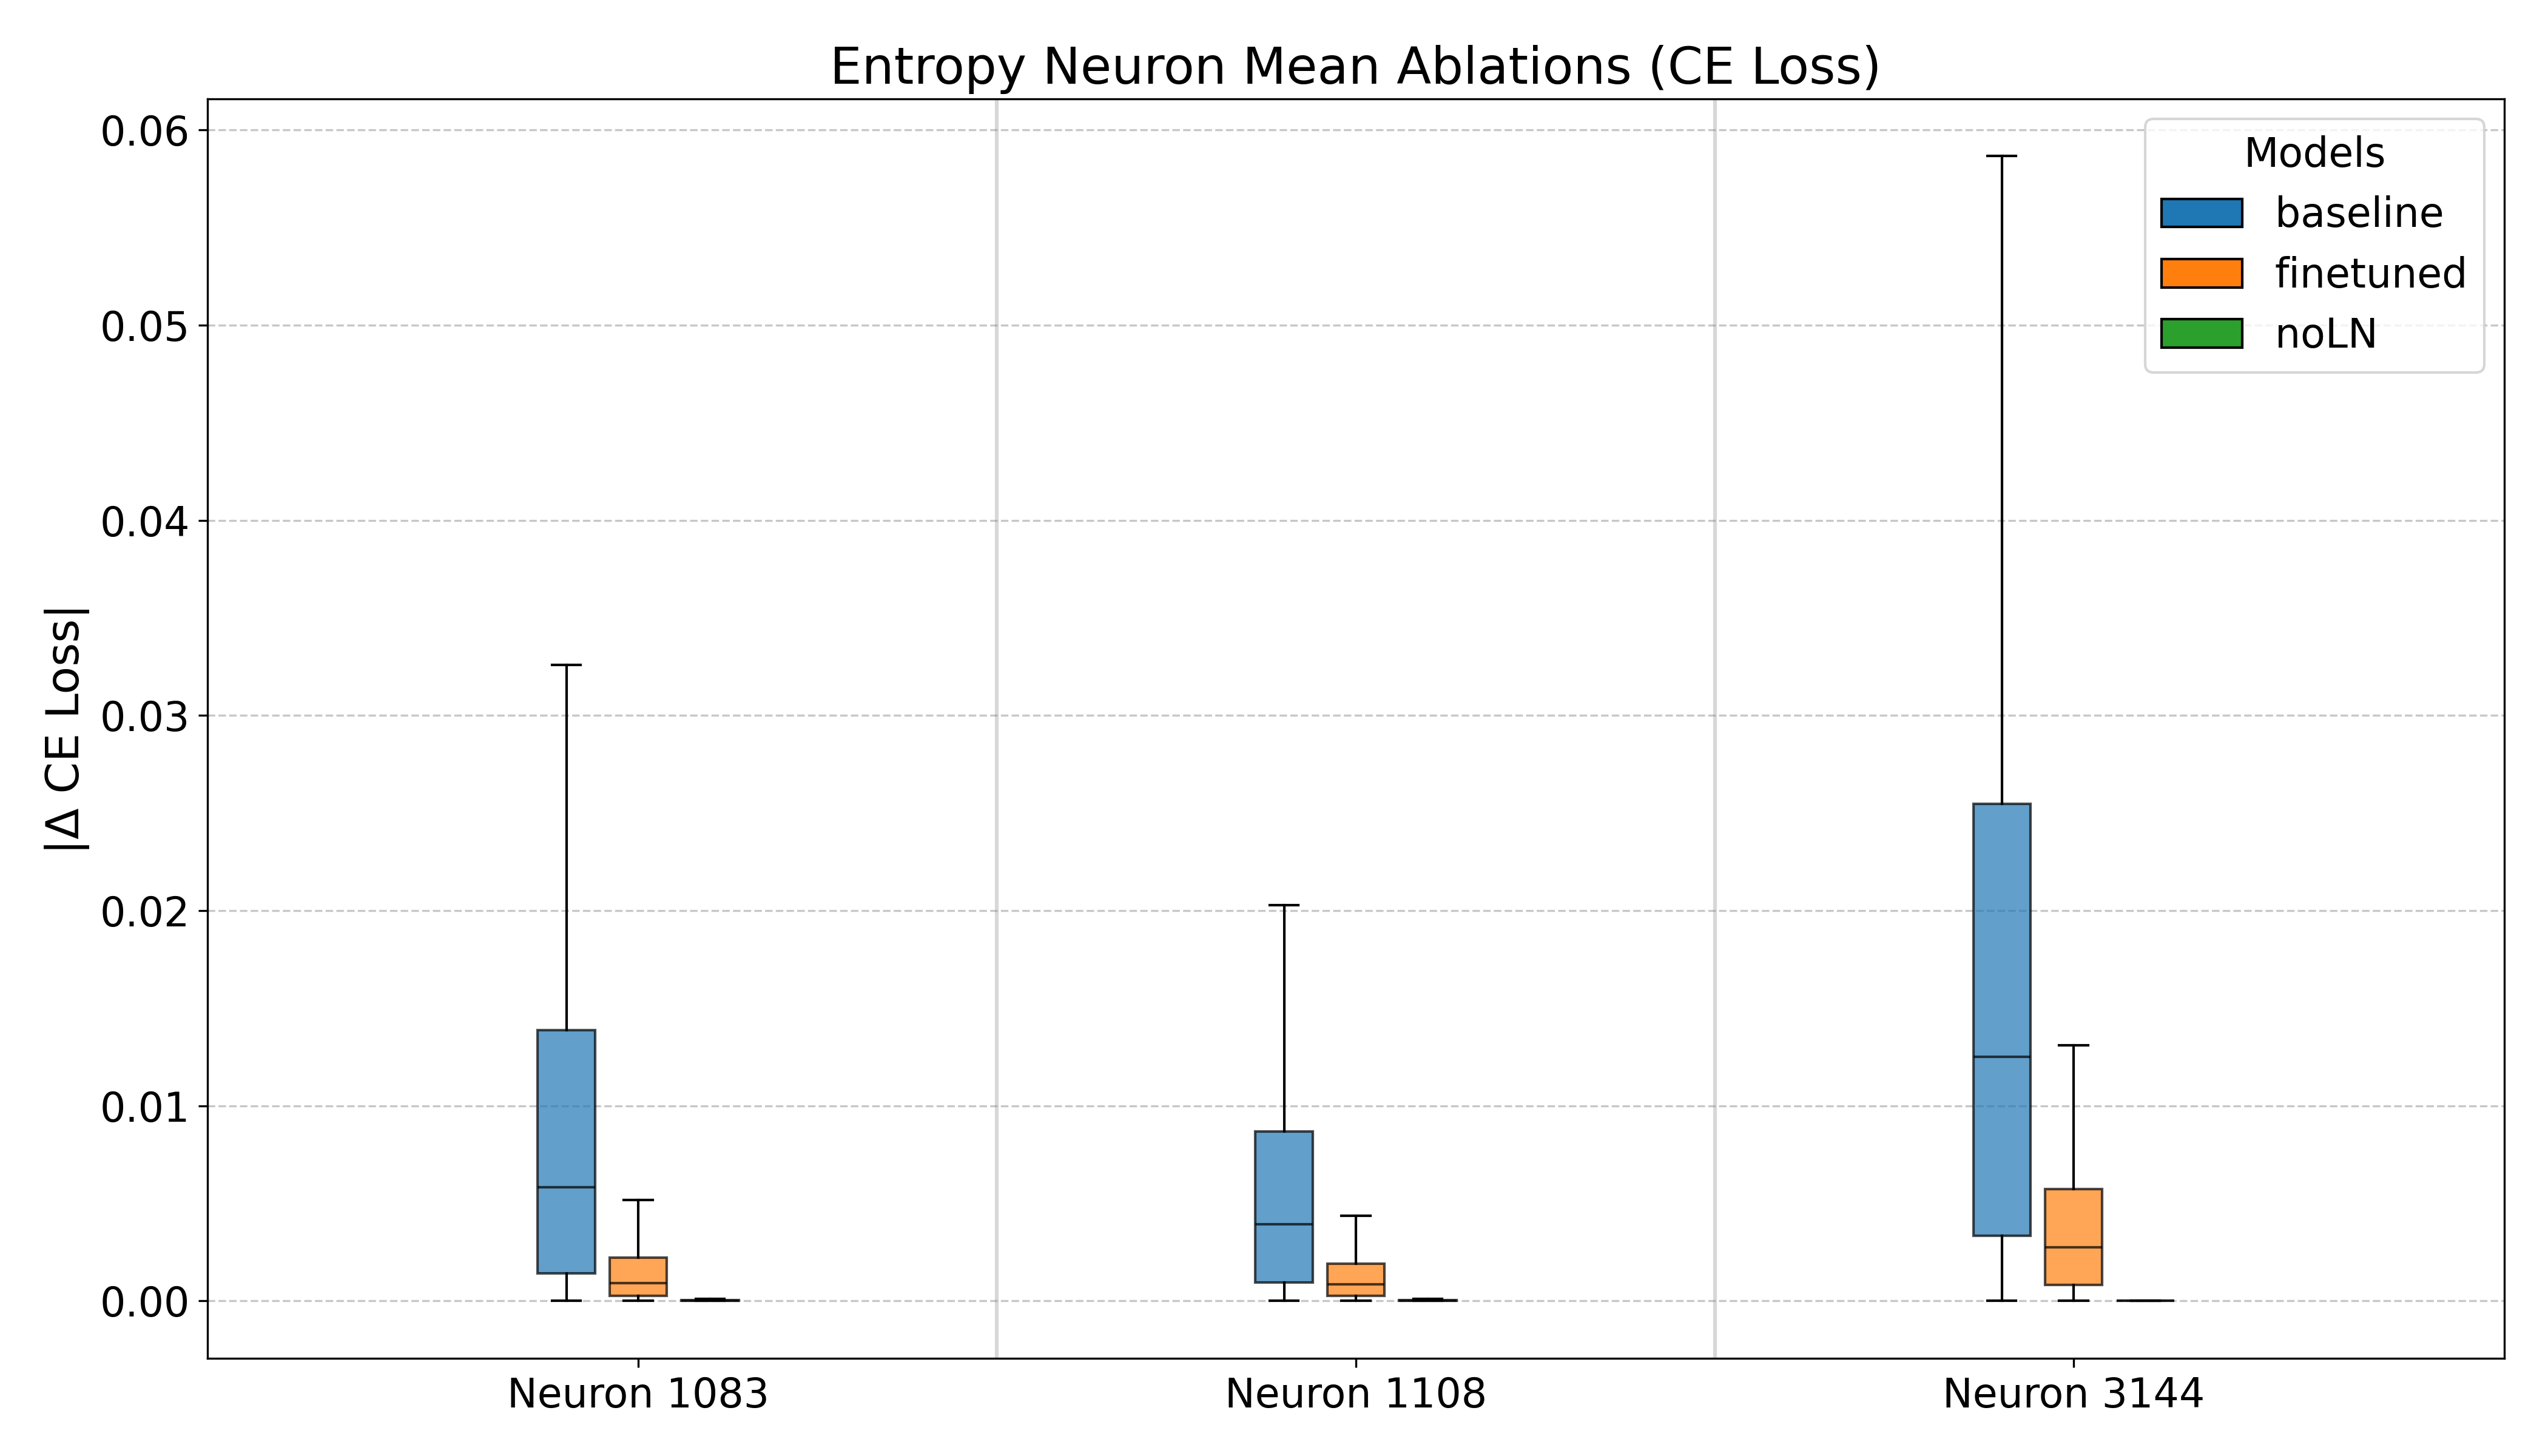 Entropy Neuron Mean Ablations (CE Loss)
|Δ CE Loss|
0.06
0.05
0.04
0.03
0.02
0.01
0.00
Models
baseline
finetuned
noLN
Neuron 1083
Neuron 1108
Neuron 3144